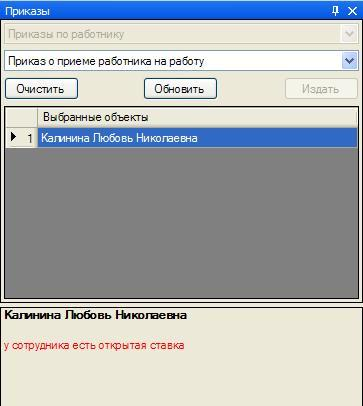 Приказы
Приказы по работнику
Приказ о приеме работника на работу
Очистить Обновить Издать
Выбранные объекты
1 Калинина Любовь Николаевна
Калинина Любовь Николаевна
у сотрудника есть открытая ставка